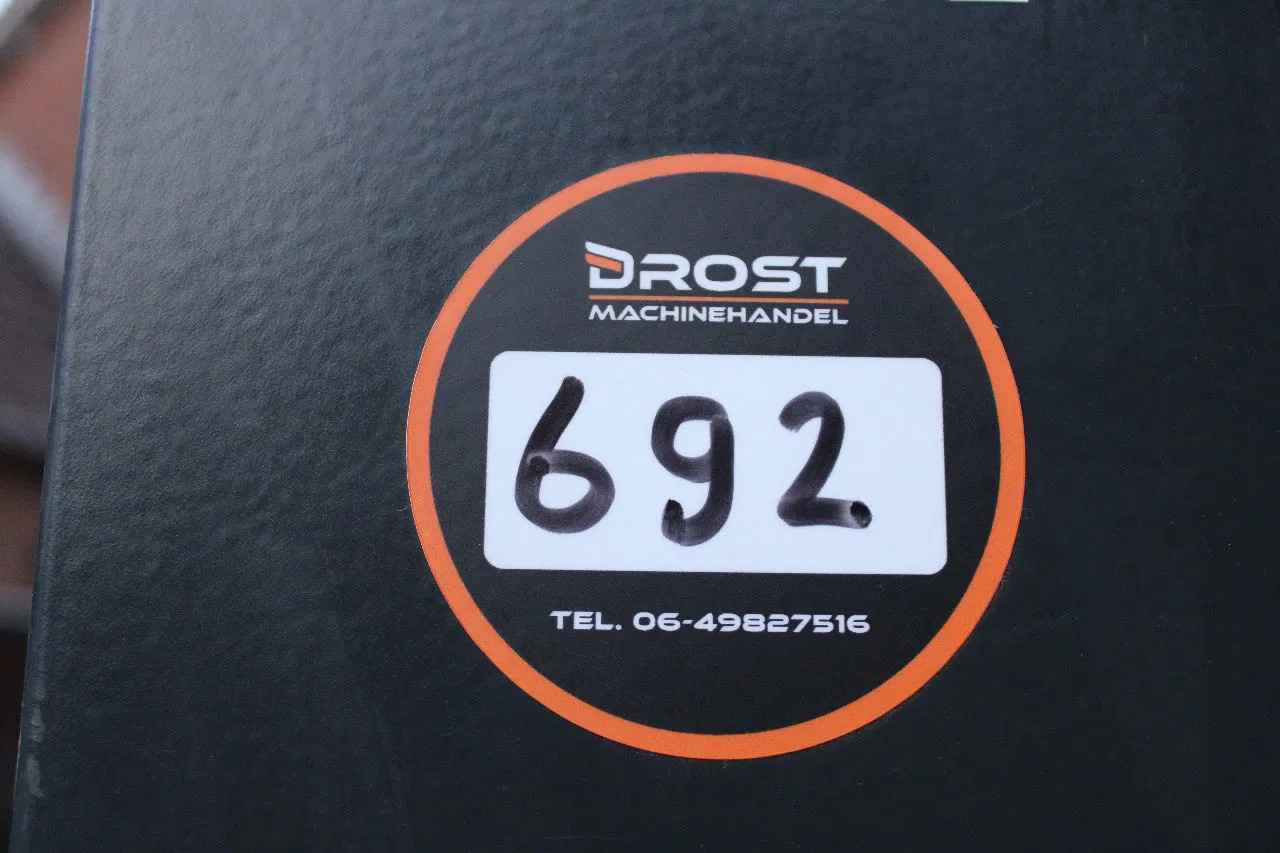 DROST
MACHINEHANDEL
692
TEL. 06-49827516